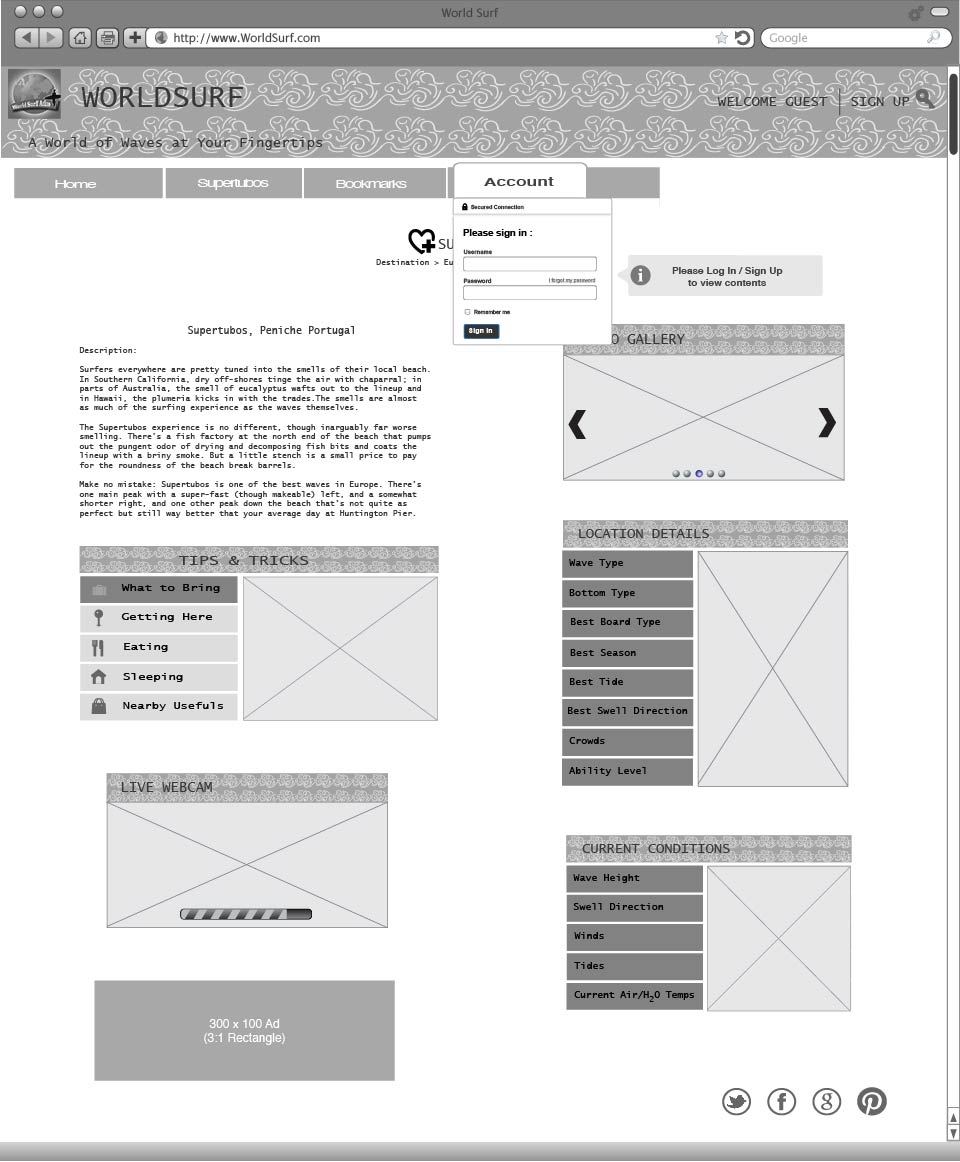 World Surf
http://www.WorldSurf.com
Google
WORLDSURF
World Surf Atlas
WELCOME GUEST
SIGN UP
A World of Waves at Your Fingertips
Home
Supertubos
Bookmarks
Account
Secured Connection
Please sign in :
Username
Password
I forgot my password
Remember me
Sign in
SU
Destination > Eu
Please Log In / Sign Up
to view contents
Supertubos, Peniche Portugal
Description:
Surfers everywhere are pretty tuned into the smells of their local beach.
In Southern California, dry off-shores tinge the air with chaparral; in
parts of Australia, the smell of eucalyptus wafts out to the lineup and
in Hawaii, the plumeria kicks in with the trades.The smells are almost
as much of the surfing experience as the waves themselves.
The Supertubos experience is no different, though inarguably far worse
smelling. There's a fish factory at the north end of the beach that pumps
out the pungent odor of drying and decomposing fish bits and coats the
lineup with a briny smoke. But a little stench is a small price to pay
for the roundness of the beach break barrels.
Make no mistake: Supertubos is one of the best waves in Europe. There's
one main peak with a super-fast (though makeable) left, and a somewhat
shorter right, and one other peak down the beach that's not quite as
perfect but still way better that your average day at Huntington Pier.
O GALLERY
TIPS & TRICKS
What to Bring
Getting Here
Eating
Sleeping
Nearby Usefuls
LOCATION DETAILS
Wave Type
Bottom Type
Best Board Type
Best Season
Best Tide
Best Swell Direction
Crowds
Ability Level
LIVE WEBCAM
CURRENT CONDITIONS
Wave Height
Swell Direction
Winds
Tides
Current Air/H2O Temps
300 x 100 Ad
(3:1 Rectangle)